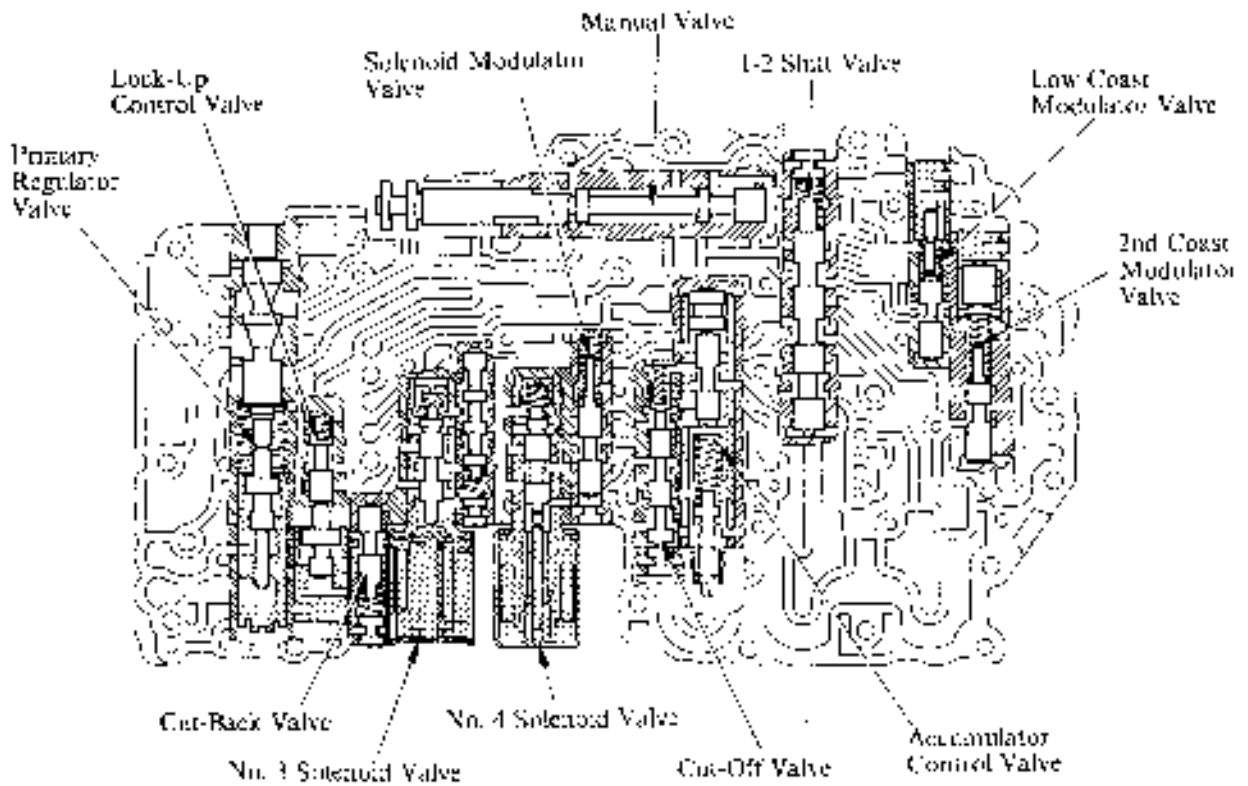 Manual Valve
Solenoid Modulator
Valve
1-2 Shift Valve
Lock-Up
Control Valve
Low Coast
Modulator Valve
Primary
Regulator
Valve
2nd Coast
Modulator
Valve
Cut-Back Valve
No. 4 Solenoid Valve
No. 3 Solenoid Valve
Cut-Off Valve
Accumulator
Control Valve